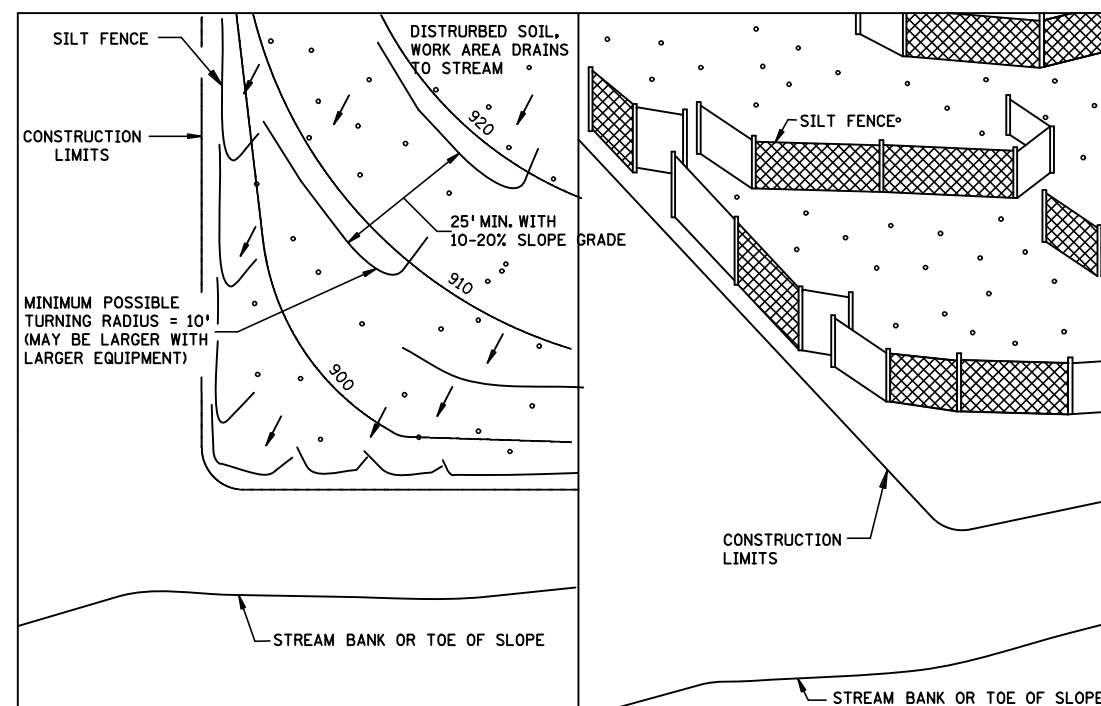 SILT FENCE
DISTRURBED SOIL,
WORK AREA DRAINS
TO STREAM
CONSTRUCTION
LIMITS
920
25' MIN. WITH
10-20% SLOPE GRADE
910
MINIMUM POSSIBLE
TURNING RADIUS = 10'
(MAY BE LARGER WITH
LARGER EQUIPMENT)
900
STREAM BANK OR TOE OF SLOPE
SILT FENCE
CONSTRUCTION
LIMITS
STREAM BANK OR TOE OF SLOPE